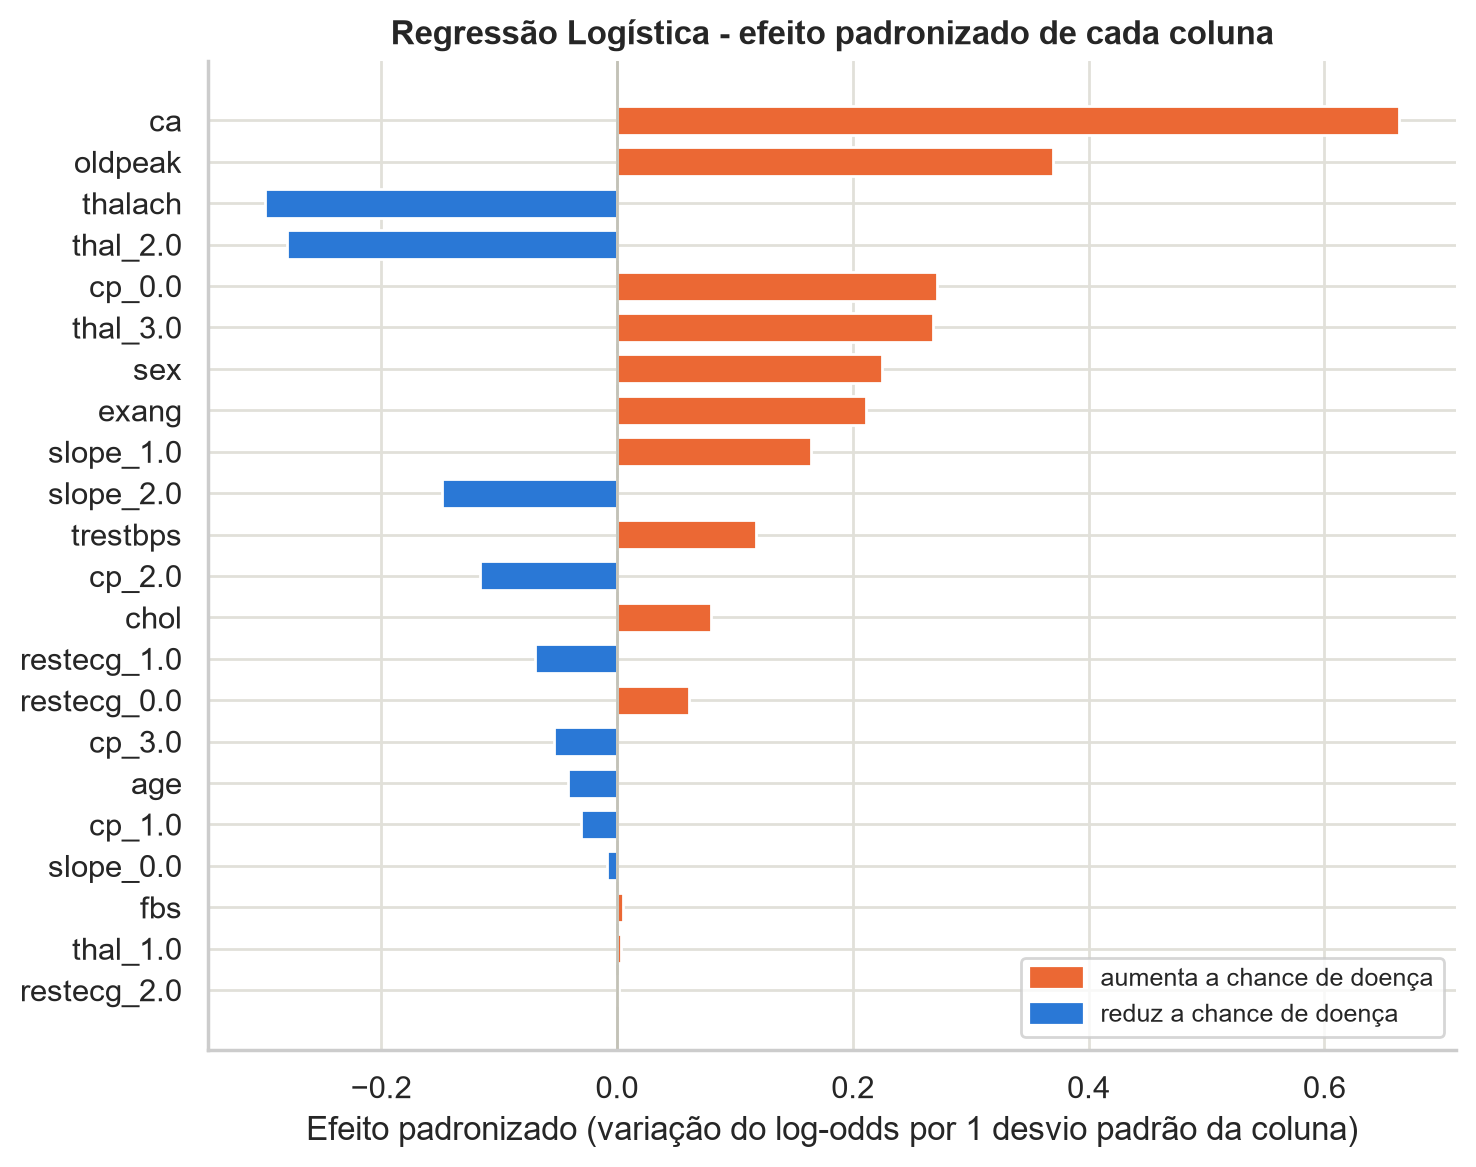 Regressão Logística - efeito padronizado de cada coluna
ca
oldpeak
thalach
thal_2.0
cp_0.0
thal_3.0
sex
exang
slope_1.0
slope_2.0
trestbps
cp_2.0
chol
restecg_1.0
restecg_0.0
cp_3.0
age
cp_1.0
slope_0.0
fbs
thal_1.0
restecg_2.0
aumenta a chance de doença
reduz a chance de doença
−0.2 0.0 0.2 0.4 0.6
Efeito padronizado (variação do log-odds por 1 desvio padrão da coluna)